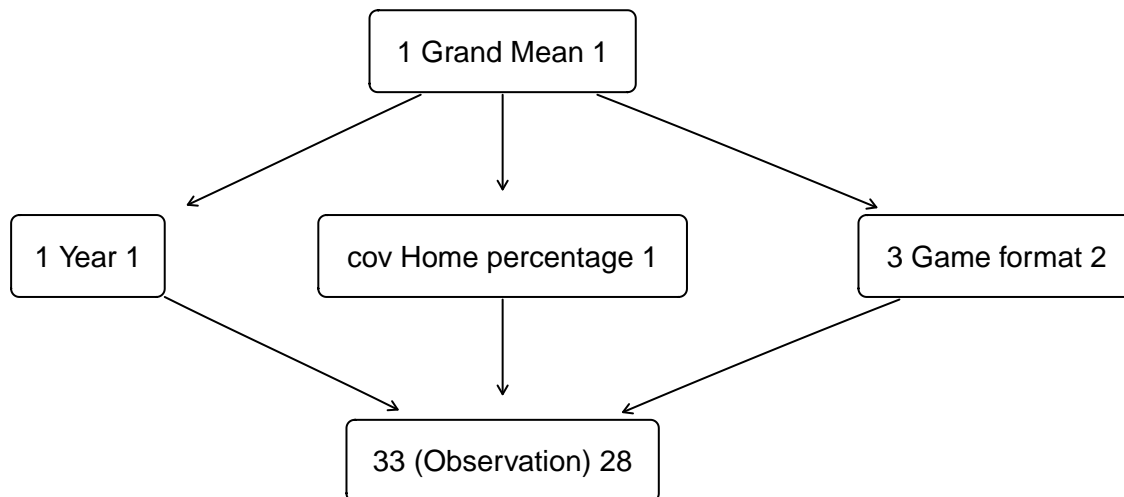 1 Grand Mean 1
1 Year 1
cov Home percentage 1
3 Game format 2
33 (Observation) 28